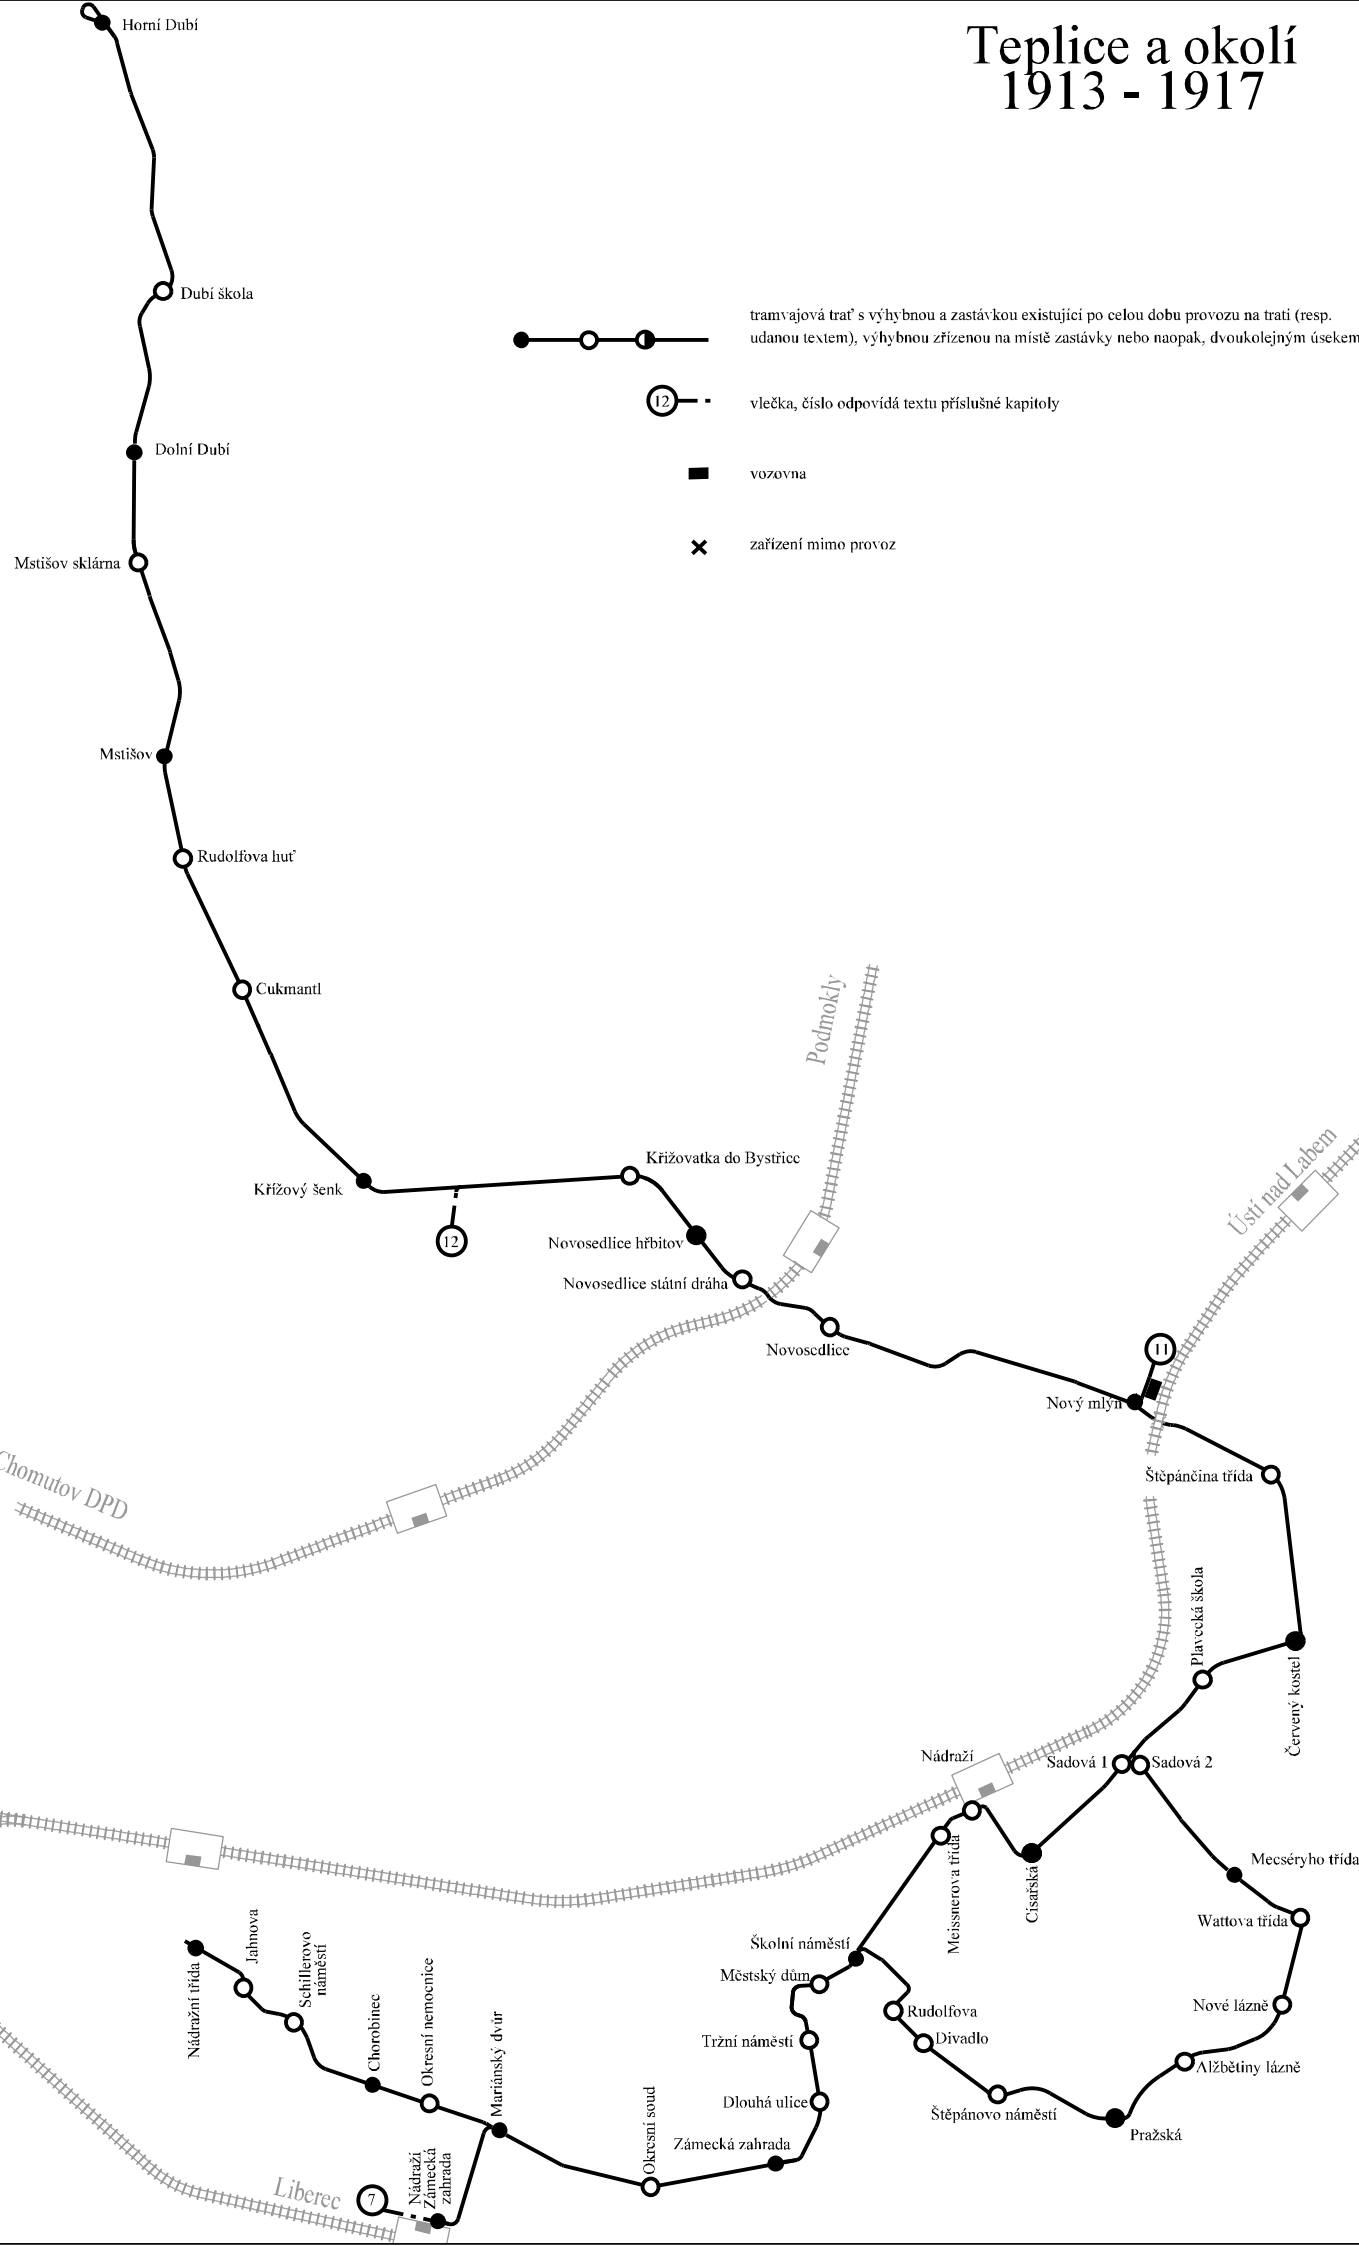 Teplice a okolí
1913 - 1917
Horní Dubí
Dubí škola
tramvajová trať s výhybnou a zastávkou existující po celou dobu provozu na trati (resp.
udanou textem), výhybnou zřízenou na místě zastávky nebo naopak, dvoukolejným úsekem
12
vlečka, číslo odpovídá textu příslušné kapitoly
Dolní Dubí
vozovna
zařízení mimo provoz
Mstišov sklárna
Mstišov
Rudolfova huť
Cukmantl
Podmokly
Křižovatka do Bystřice
Ústí nad Labem
Křížový šenk
12
Novosedlice hřbitov
Novosedlice státní dráha
Novosedlice
11
Nový mlýn
Chomutov DPD
Štěpánčina třída
Plavecká škola
Červený kostel
Nádraží
Sadová 1
Sadová 2
Meissnerova třída
Císařská
Mecséryho třída
Wattova třída
Školní náměstí
Městský dům
Nové lázně
Rudolfova
Divadlo
Tržní náměstí
Alžbětiny lázně
Dlouhá ulice
Štěpánovo náměstí
Pražská
Zámecká zahrada
Nádražní třída
Jahnova
Schillerovo
náměstí
Chorobinec
Okresní nemocnice
Mariánský dvůr
Okresní soud
Nádraží
Zámecká
zahrada
7
Liberec